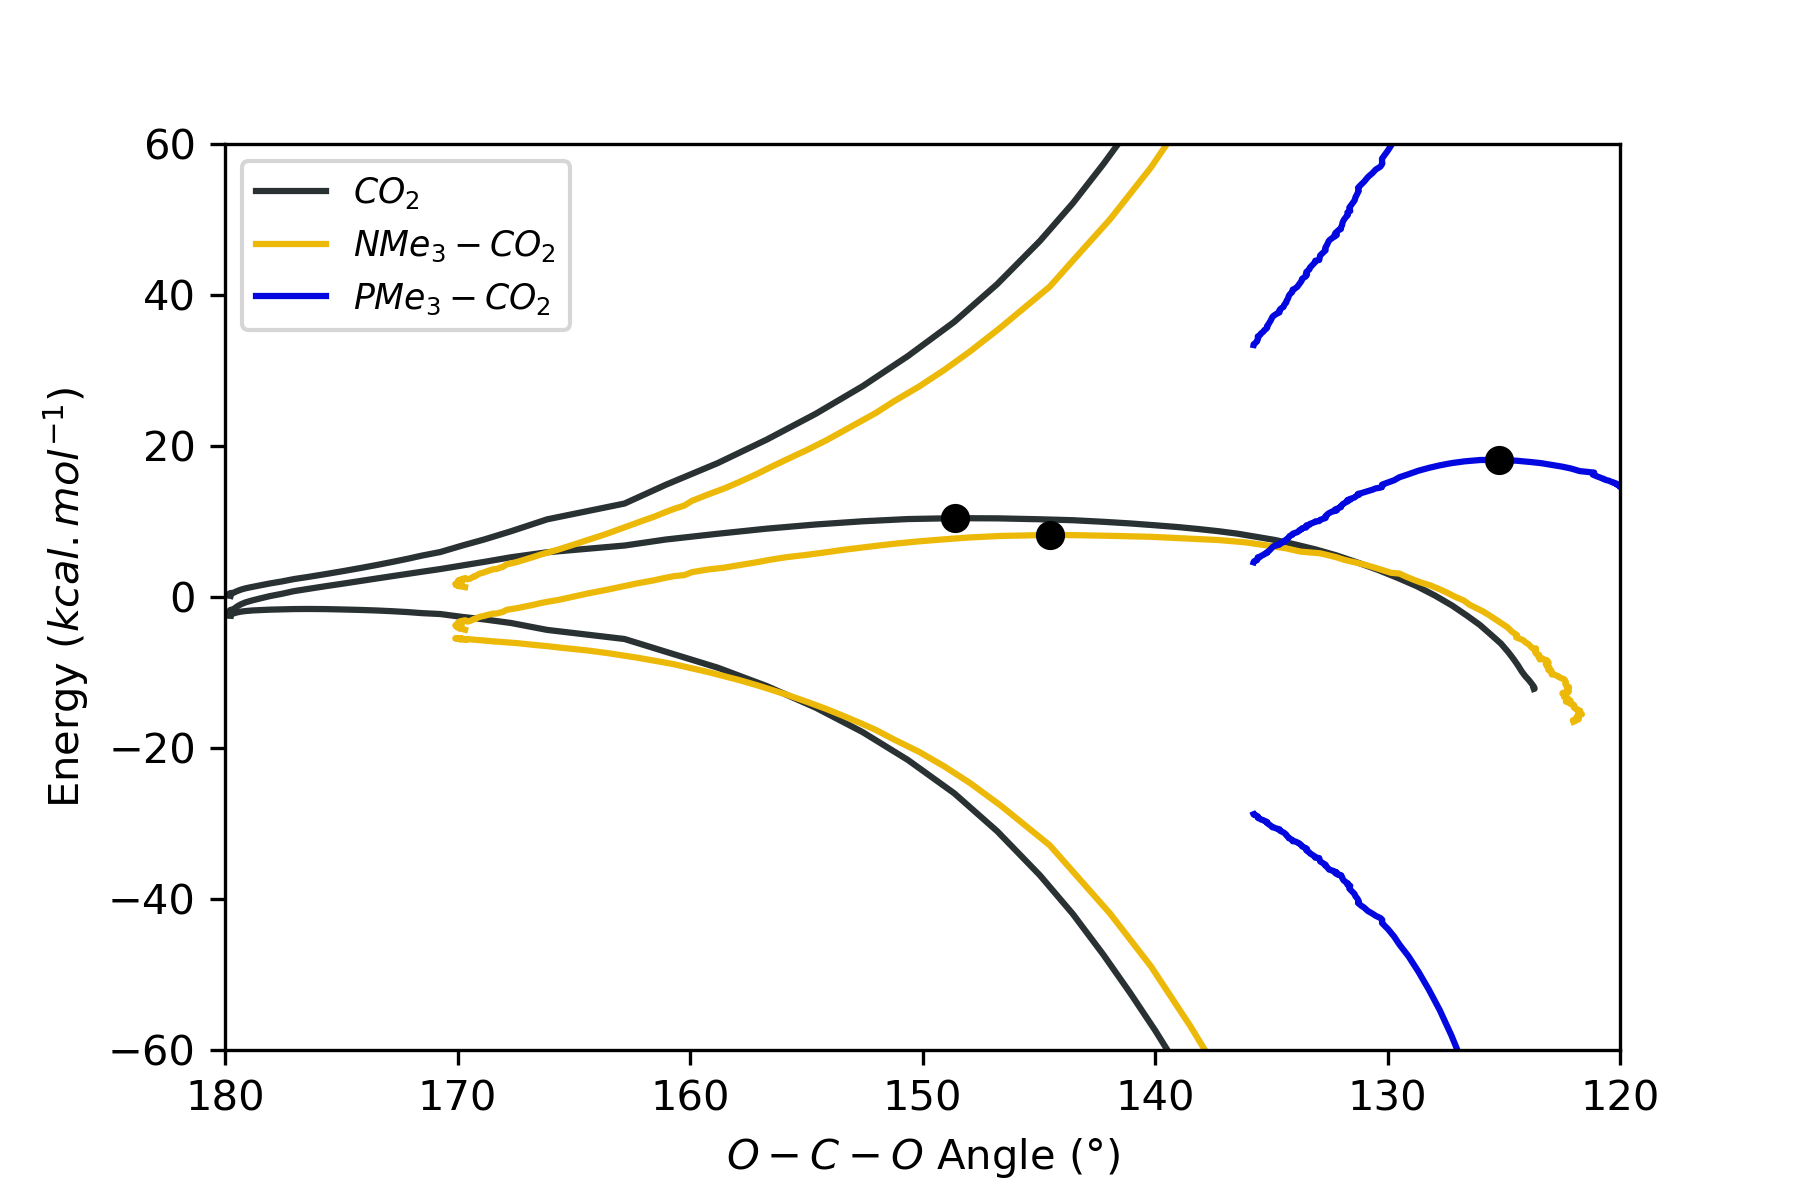 60
40
20
0
−20
−40
−60
Energy (kcal.mol⁻¹)
CO₂
NMe₃ − CO₂
PMe₃ − CO₂
180 170 160 150 140 130 120
O − C − O Angle (°)